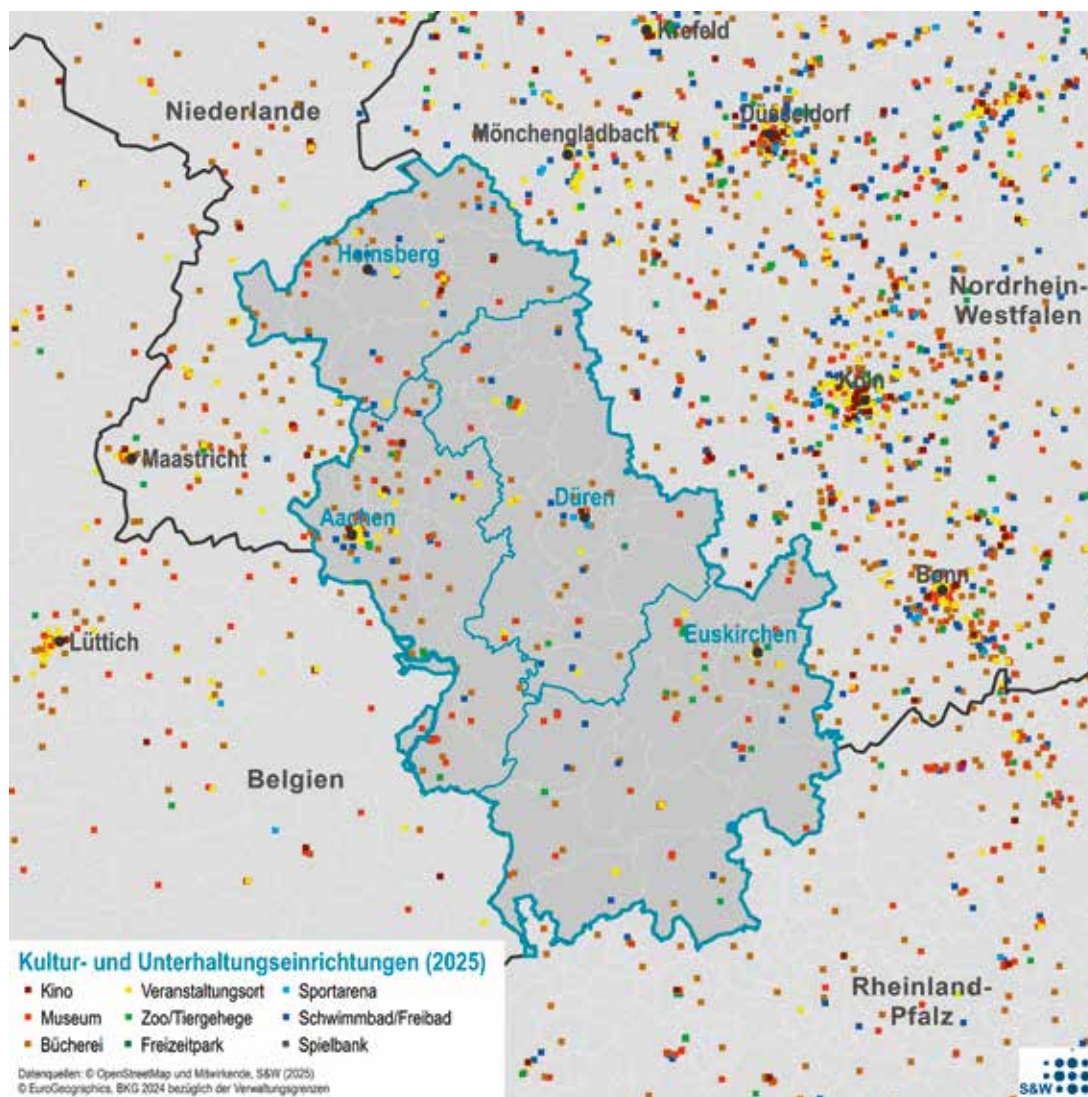 Krefeld
Niederlande
Mönchengladbach
Düsseldorf
Heinsberg
Nordrhein-
Westfalen
Köln
Maastricht
Düren
Aachen
Bonn
Lüttich
Euskirchen
Belgien
Rheinland-
Pfalz
Kultur- und Unterhaltungseinrichtungen (2025)
Kino Veranstaltungsort Sportarena
Museum Zoo/Tiergehege Schwimmbad/Freibad
Bücherei Freizeitpark Spielbank
Datenquellen: © OpenStreetMap und Mitwirkende, S&W (2025)
© EuroGeographics, BKG 2024 bezüglich der Verwaltungsgrenzen
S&W